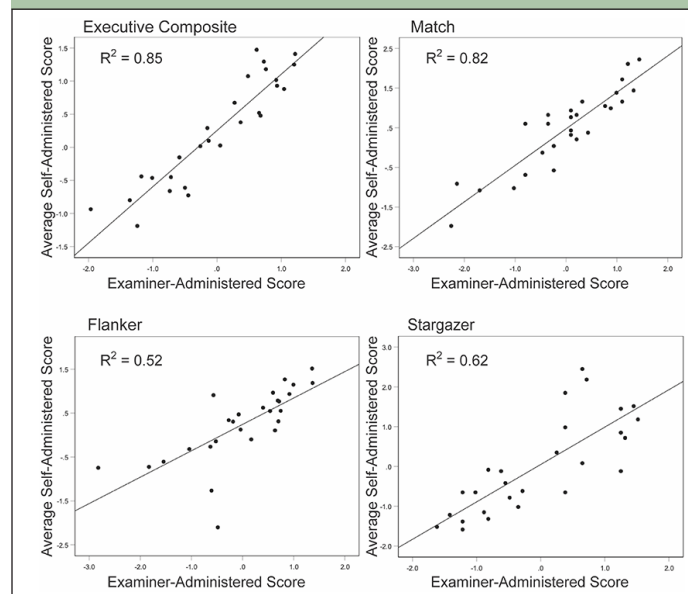 Executive Composite
R² = 0.85
Average Self-Administered Score
1.5
1.0
.5
.0
-.5
-1.0
-1.5
-2.0 -1.0 .0 1.0 2.0
Examiner-Administered Score
Match
R² = 0.82
Average Self-Administered Score
2.5
1.5
.5
-.5
-1.5
-2.5
-3.0 -2.0 -1.0 .0 1.0 2.0
Examiner-Administered Score
Flanker
R² = 0.52
Average Self-Administered Score
1.5
.5
-.5
-1.5
-2.5
-3.0 -2.0 -1.0 .0 1.0 2.0
Examiner-Administered Score
Stargazer
R² = 0.62
Average Self-Administered Score
3.0
2.0
1.0
.0
-1.0
-2.0
-2.0 -1.0 .0 1.0 2.0
Examiner-Administered Score